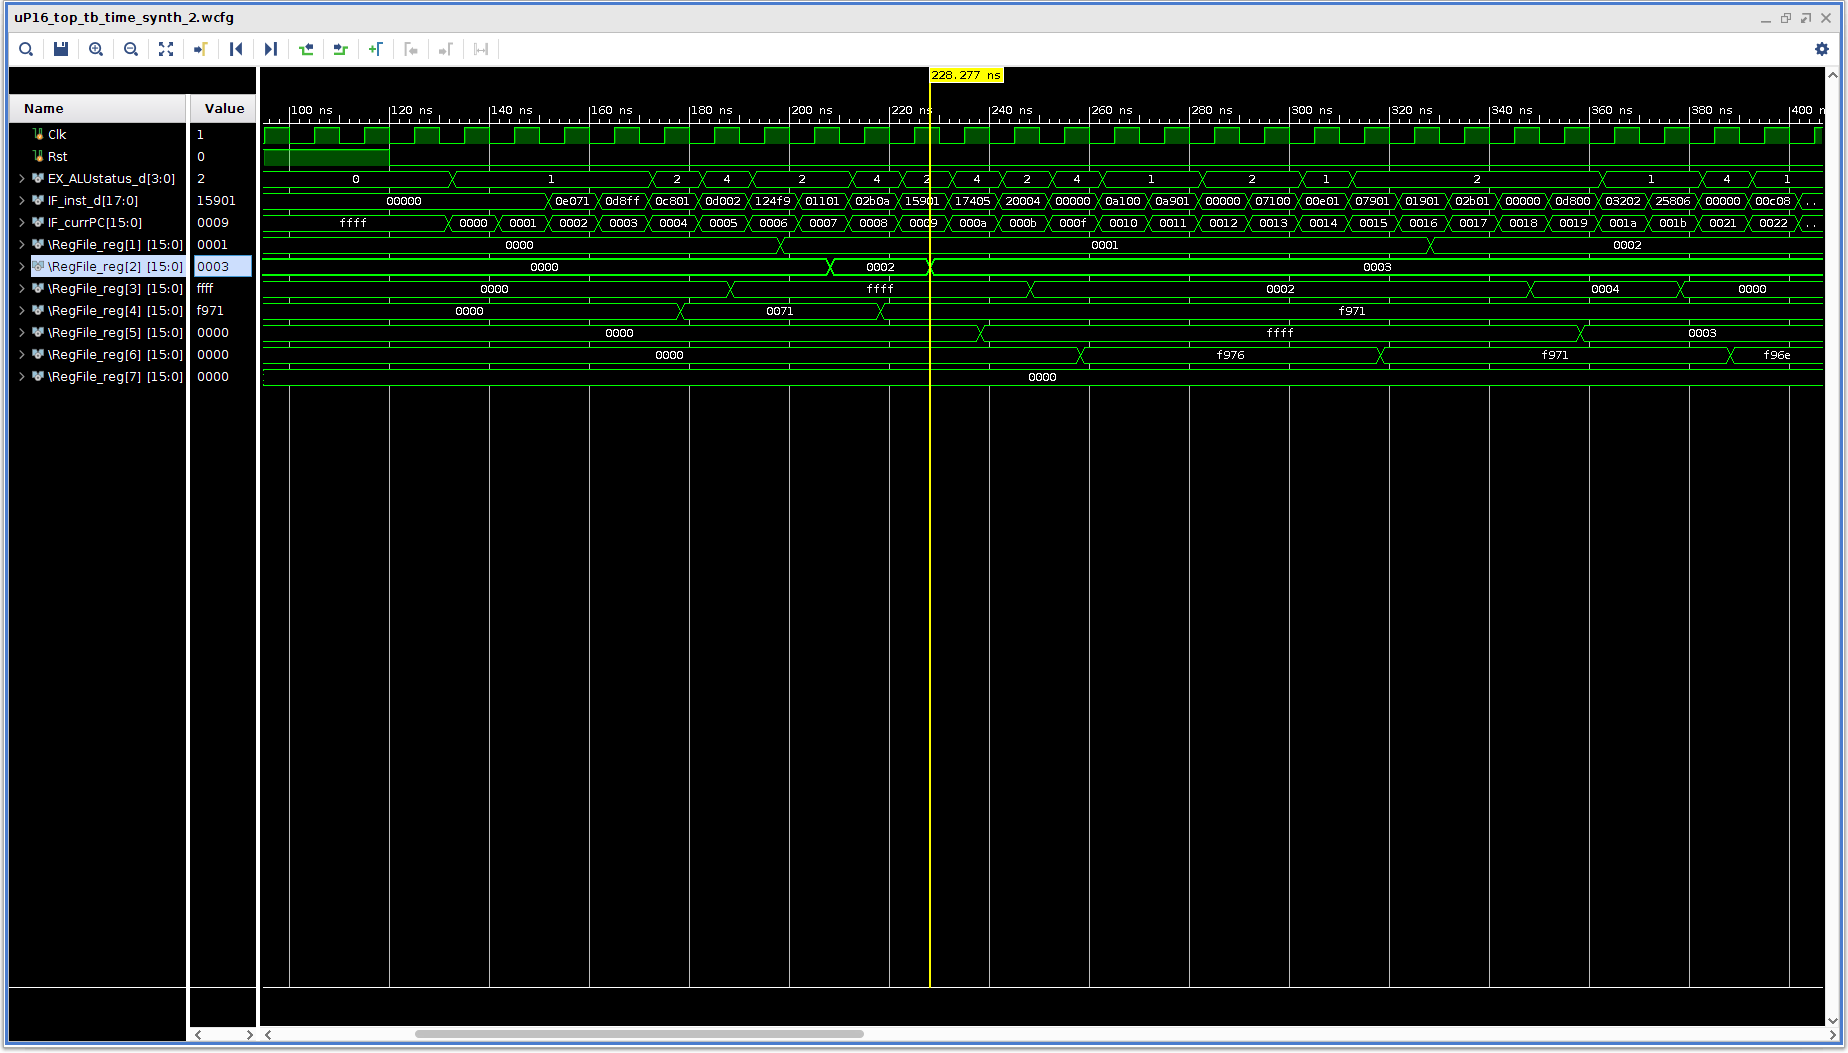 uP16_top_tb_time_synth_2.wcfg
228.277 ns
Name Value
100 ns 120 ns 140 ns 160 ns 180 ns 200 ns 220 ns 240 ns 260 ns 280 ns 300 ns 320 ns 340 ns 360 ns 380 ns 400 n
Clk 1
Rst 0
EX_ALUstatus_d[3:0] 2 0 1 2 4 2 4 2 4 2 4 1 2 1 2 1 4 1
IF_inst_d[17:0] 15901 00000 0e071 0d8ff 0c801 0d002 124f9 01101 02b0a 15901 17405 20004 00000 0a100 0a901 00000 07100 00e01 07901 01901 02b01 00000 0d800 03202 25806 00000 00c08 ..
IF_currPC[15:0] 0009 ffff 0000 0001 0002 0003 0004 0005 0006 0007 0008 0009 000a 000b 000f 0010 0011 0012 0013 0014 0015 0016 0017 0018 0019 001a 001b 0021 0022 ..
\RegFile_reg[1] [15:0] 0001 0000 0001 0002
\RegFile_reg[2] [15:0] 0003 0000 0002 0003
\RegFile_reg[3] [15:0] ffff 0000 ffff 0002 0004 0000
\RegFile_reg[4] [15:0] f971 0000 0071 f971
\RegFile_reg[5] [15:0] 0000 0000 ffff 0003
\RegFile_reg[6] [15:0] 0000 0000 f976 f971 f96e
\RegFile_reg[7] [15:0] 0000 0000